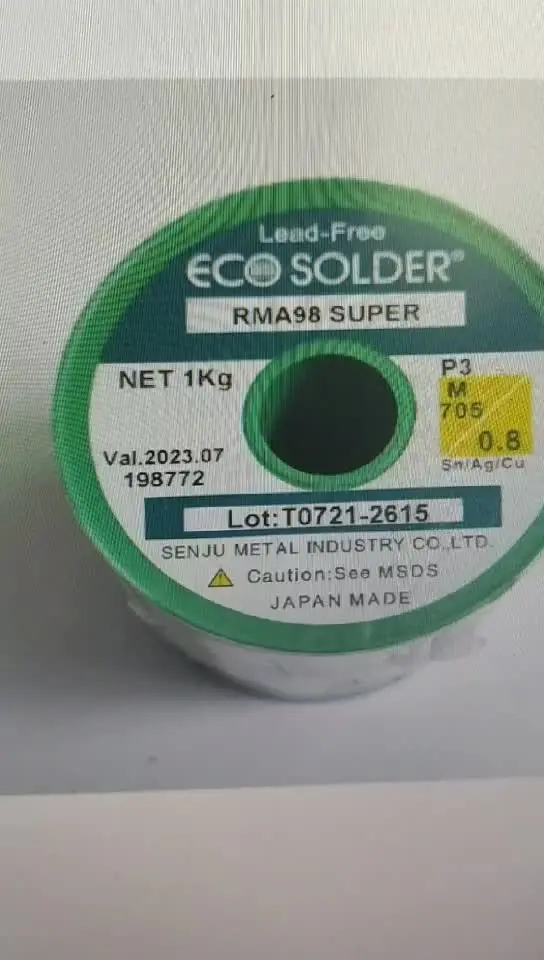 Lead-Free
ECO SOLDER®
RMA98 SUPER
NET 1Kg
P3
M
705
0.8
Sn/Ag/Cu
Val.2023.07
198772
Lot:T0721-2615
SENJU METAL INDUSTRY CO.,LTD.
Caution:See MSDS
JAPAN MADE